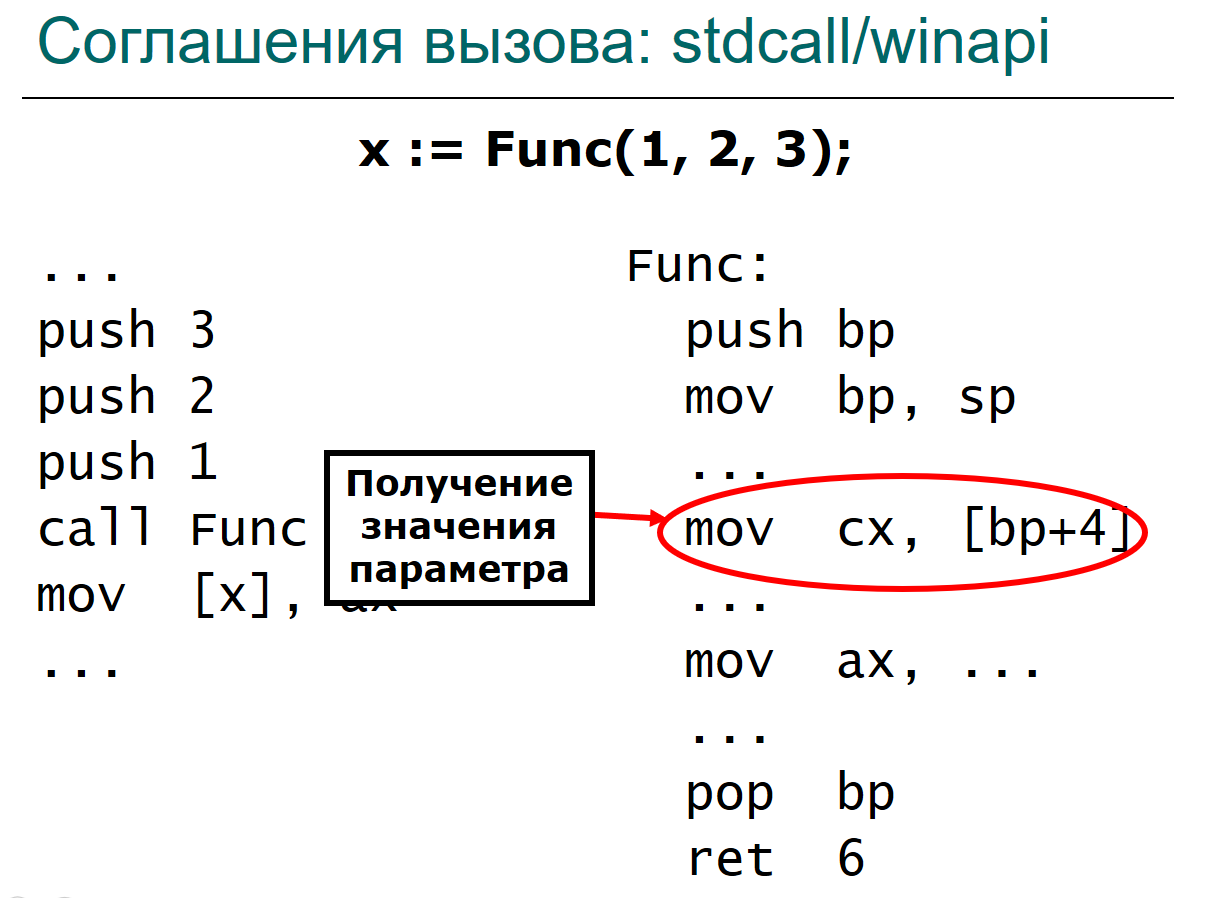 Соглашения вызова: stdcall/winapi
x := Func(1, 2, 3);
...
push 3
push 2
push 1
call Func
mov [x], ax
...
Получение
значения
параметра
Func:
push bp
mov bp, sp
...
mov cx, [bp+4]
...
mov ax, ...
...
pop bp
ret 6